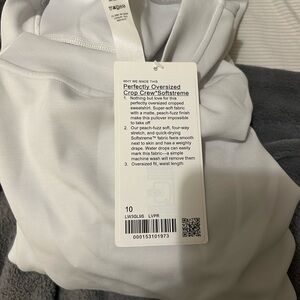 WHY WE MADE THIS
Perfectly Oversized
Crop Crew*Softstreme
1. Nothing but love for this
perfectly oversized cropped
sweatshirt. Super-soft fabric
with a matte, peach-fuzz finish
make this pullover impossible
to take off
2. Our peach-fuzz soft, four-way
stretch, and quick-drying
Softstreme™ fabric feels smooth
next to skin and has a weighty
drape. Water drops can easily
mark this fabric—a simple
machine wash will remove them
3. Oversized fit, waist length
10
LW3GL9S LVPR
000153101973